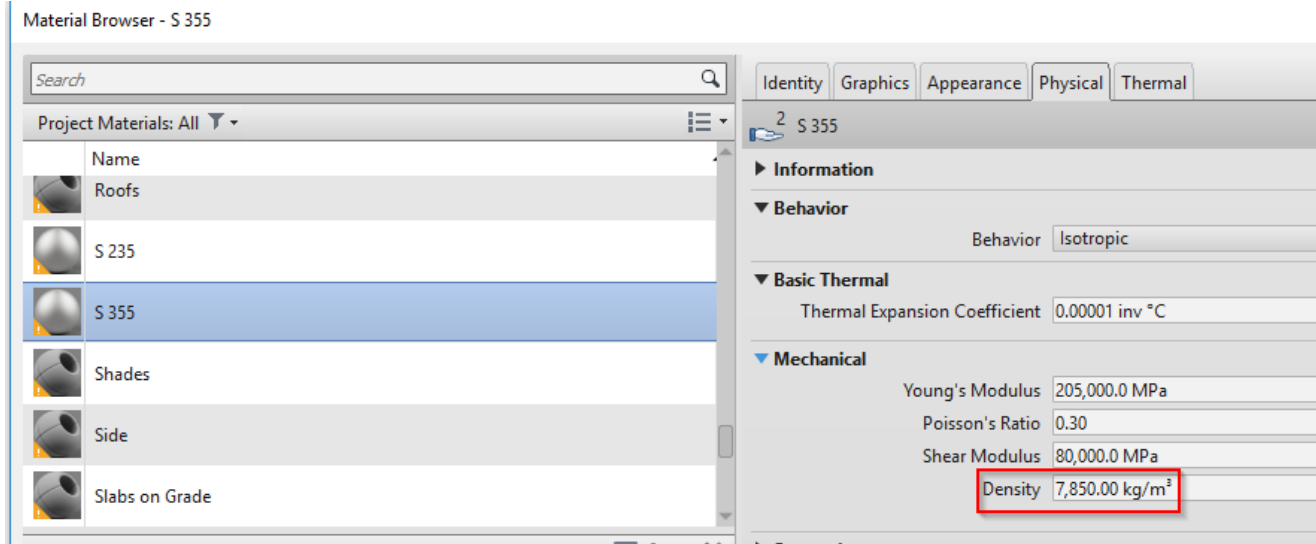 Material Browser - S 355
Search
Project Materials: All
Name
Roofs
S 235
S 355
Shades
Side
Slabs on Grade
Identity Graphics Appearance Physical Thermal
2 S 355
Information
Behavior
Behavior Isotropic
Basic Thermal
Thermal Expansion Coefficient 0.00001 inv °C
Mechanical
Young's Modulus 205,000.0 MPa
Poisson's Ratio 0.30
Shear Modulus 80,000.0 MPa
Density 7,850.00 kg/m³